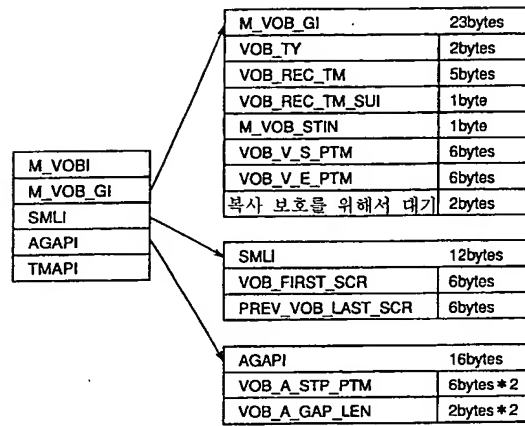 M_VOBI
M_VOB_GI
SMLI
AGAPI
TMAPI
M_VOB_GI 23bytes
VOB_TY 2bytes
VOB_REC_TM 5bytes
VOB_REC_TM_SUI 1byte
M_VOB_STIN 1byte
VOB_V_S_PTM 6bytes
VOB_V_E_PTM 6bytes
복사 보호를 위해서 대기 2bytes
SMLI 12bytes
VOB_FIRST_SCR 6bytes
PREV_VOB_LAST_SCR 6bytes
AGAPI 16bytes
VOB_A_STP_PTM 6bytes*2
VOB_A_GAP_LEN 2bytes*2